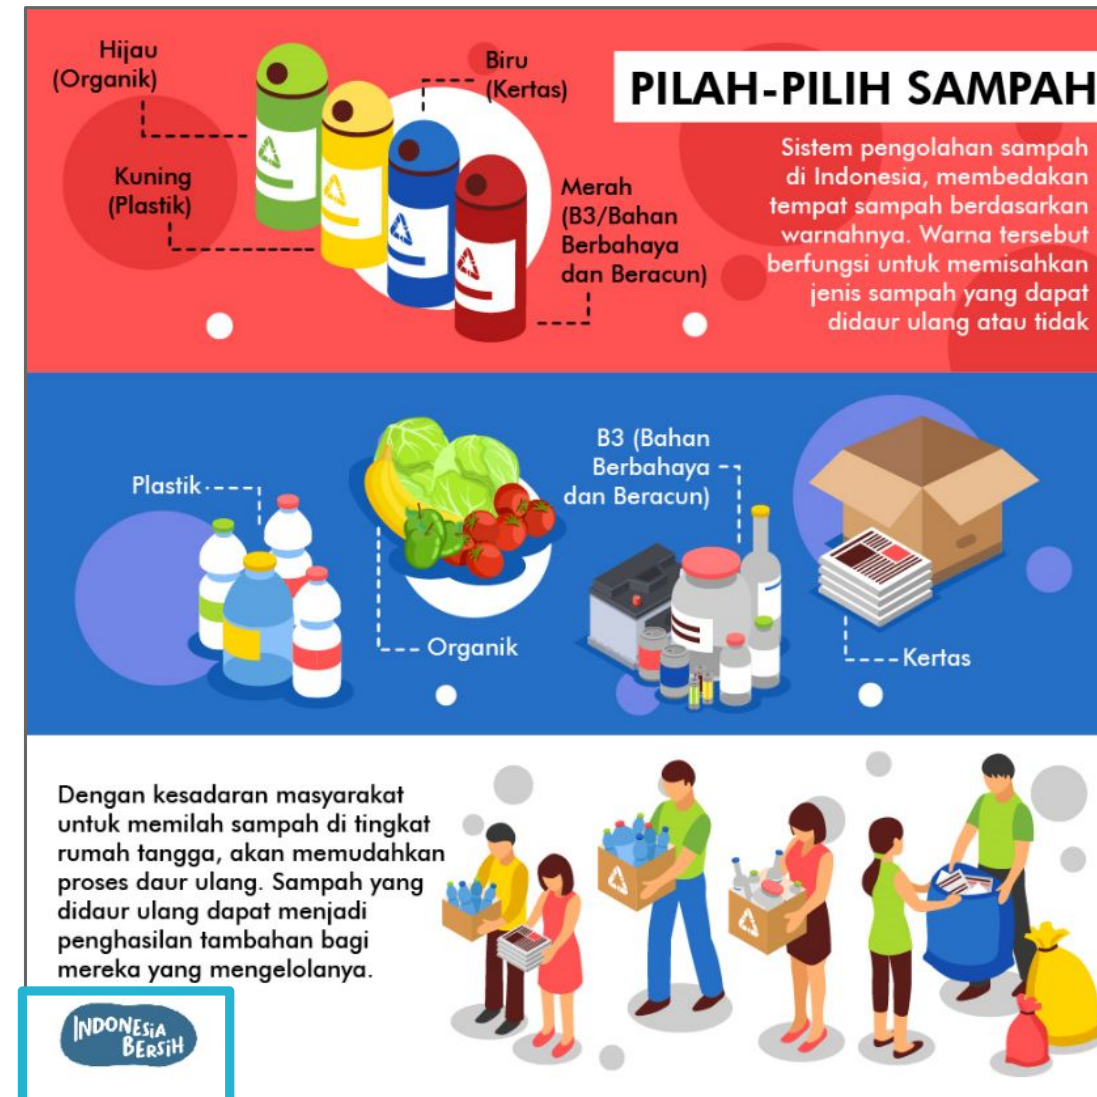 Hijau
(Organik)
Biru
(Kertas)
PILAH-PILIH SAMPAH
Kuning
(Plastik)
Merah
(B3/Bahan
Berbahaya
dan Beracun)
Sistem pengolahan sampah
di Indonesia, membedakan
tempat sampah berdasarkan
warnahnya. Warna tersebut
berfungsi untuk memisahkan
jenis sampah yang dapat
didaur ulang atau tidak
Plastik
Organik
B3 (Bahan
Berbahaya
dan Beracun)
Kertas
Dengan kesadaran masyarakat
untuk memilah sampah di tingkat
rumah tangga, akan memudahkan
proses daur ulang. Sampah yang
didaur ulang dapat menjadi
penghasilan tambahan bagi
mereka yang mengelolanya.
INDONESiA
BERSiH